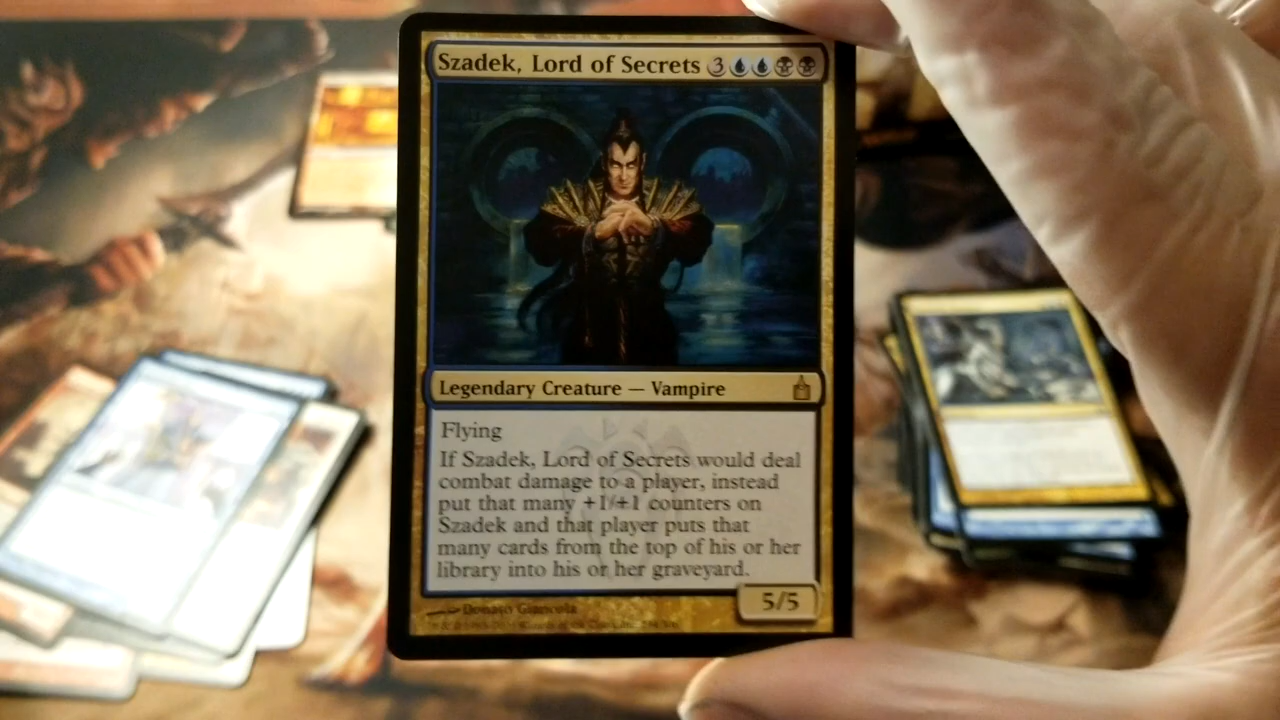 Szadek, Lord of Secrets 3
Legendary Creature — Vampire
Flying
If Szadek, Lord of Secrets would deal
combat damage to a player, instead
put that many +1/+1 counters on
Szadek and that player puts that
many cards from the top of his or her
library into his or her graveyard.
Donato Giancola
5/5